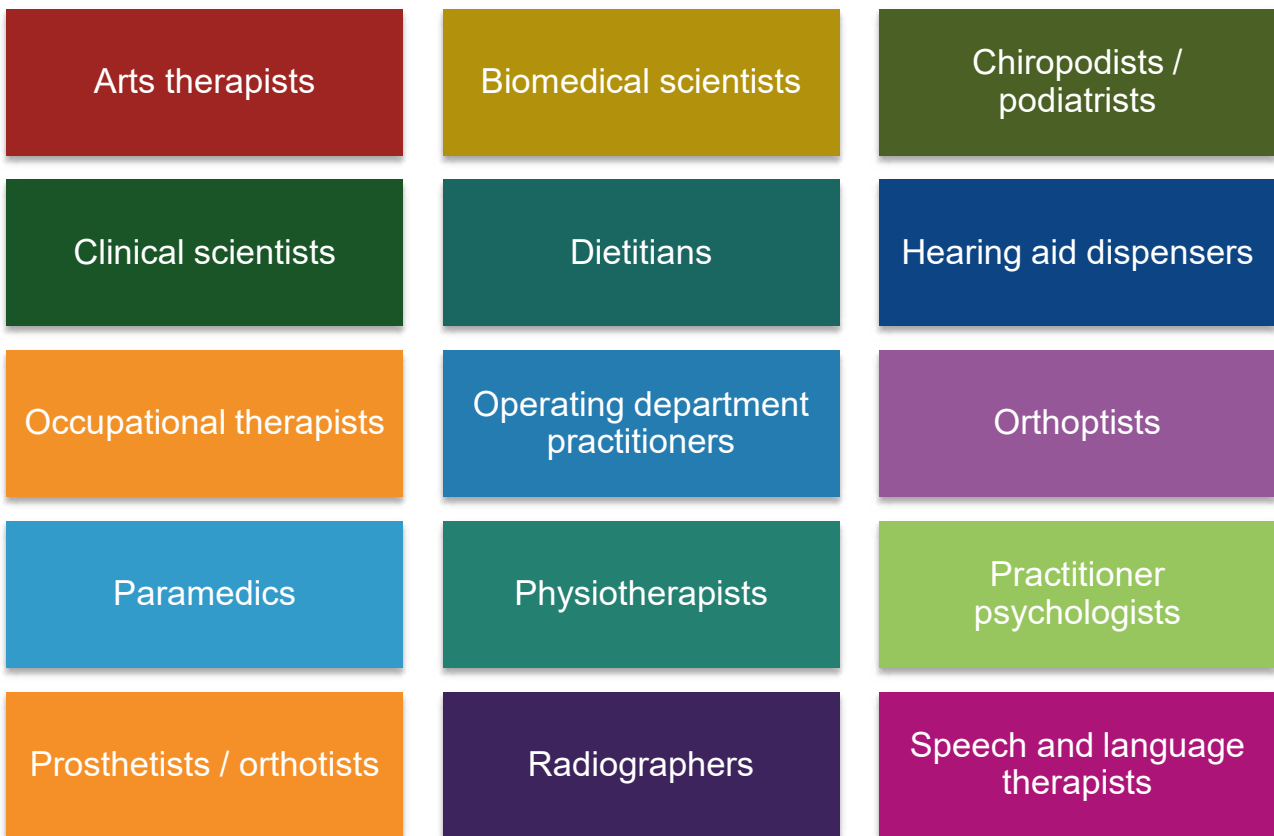 Arts therapists
Biomedical scientists
Chiropodists /
podiatrists
Clinical scientists
Dietitians
Hearing aid dispensers
Occupational therapists
Operating department
practitioners
Orthoptists
Paramedics
Physiotherapists
Practitioner
psychologists
Prosthetists / orthotists
Radiographers
Speech and language
therapists